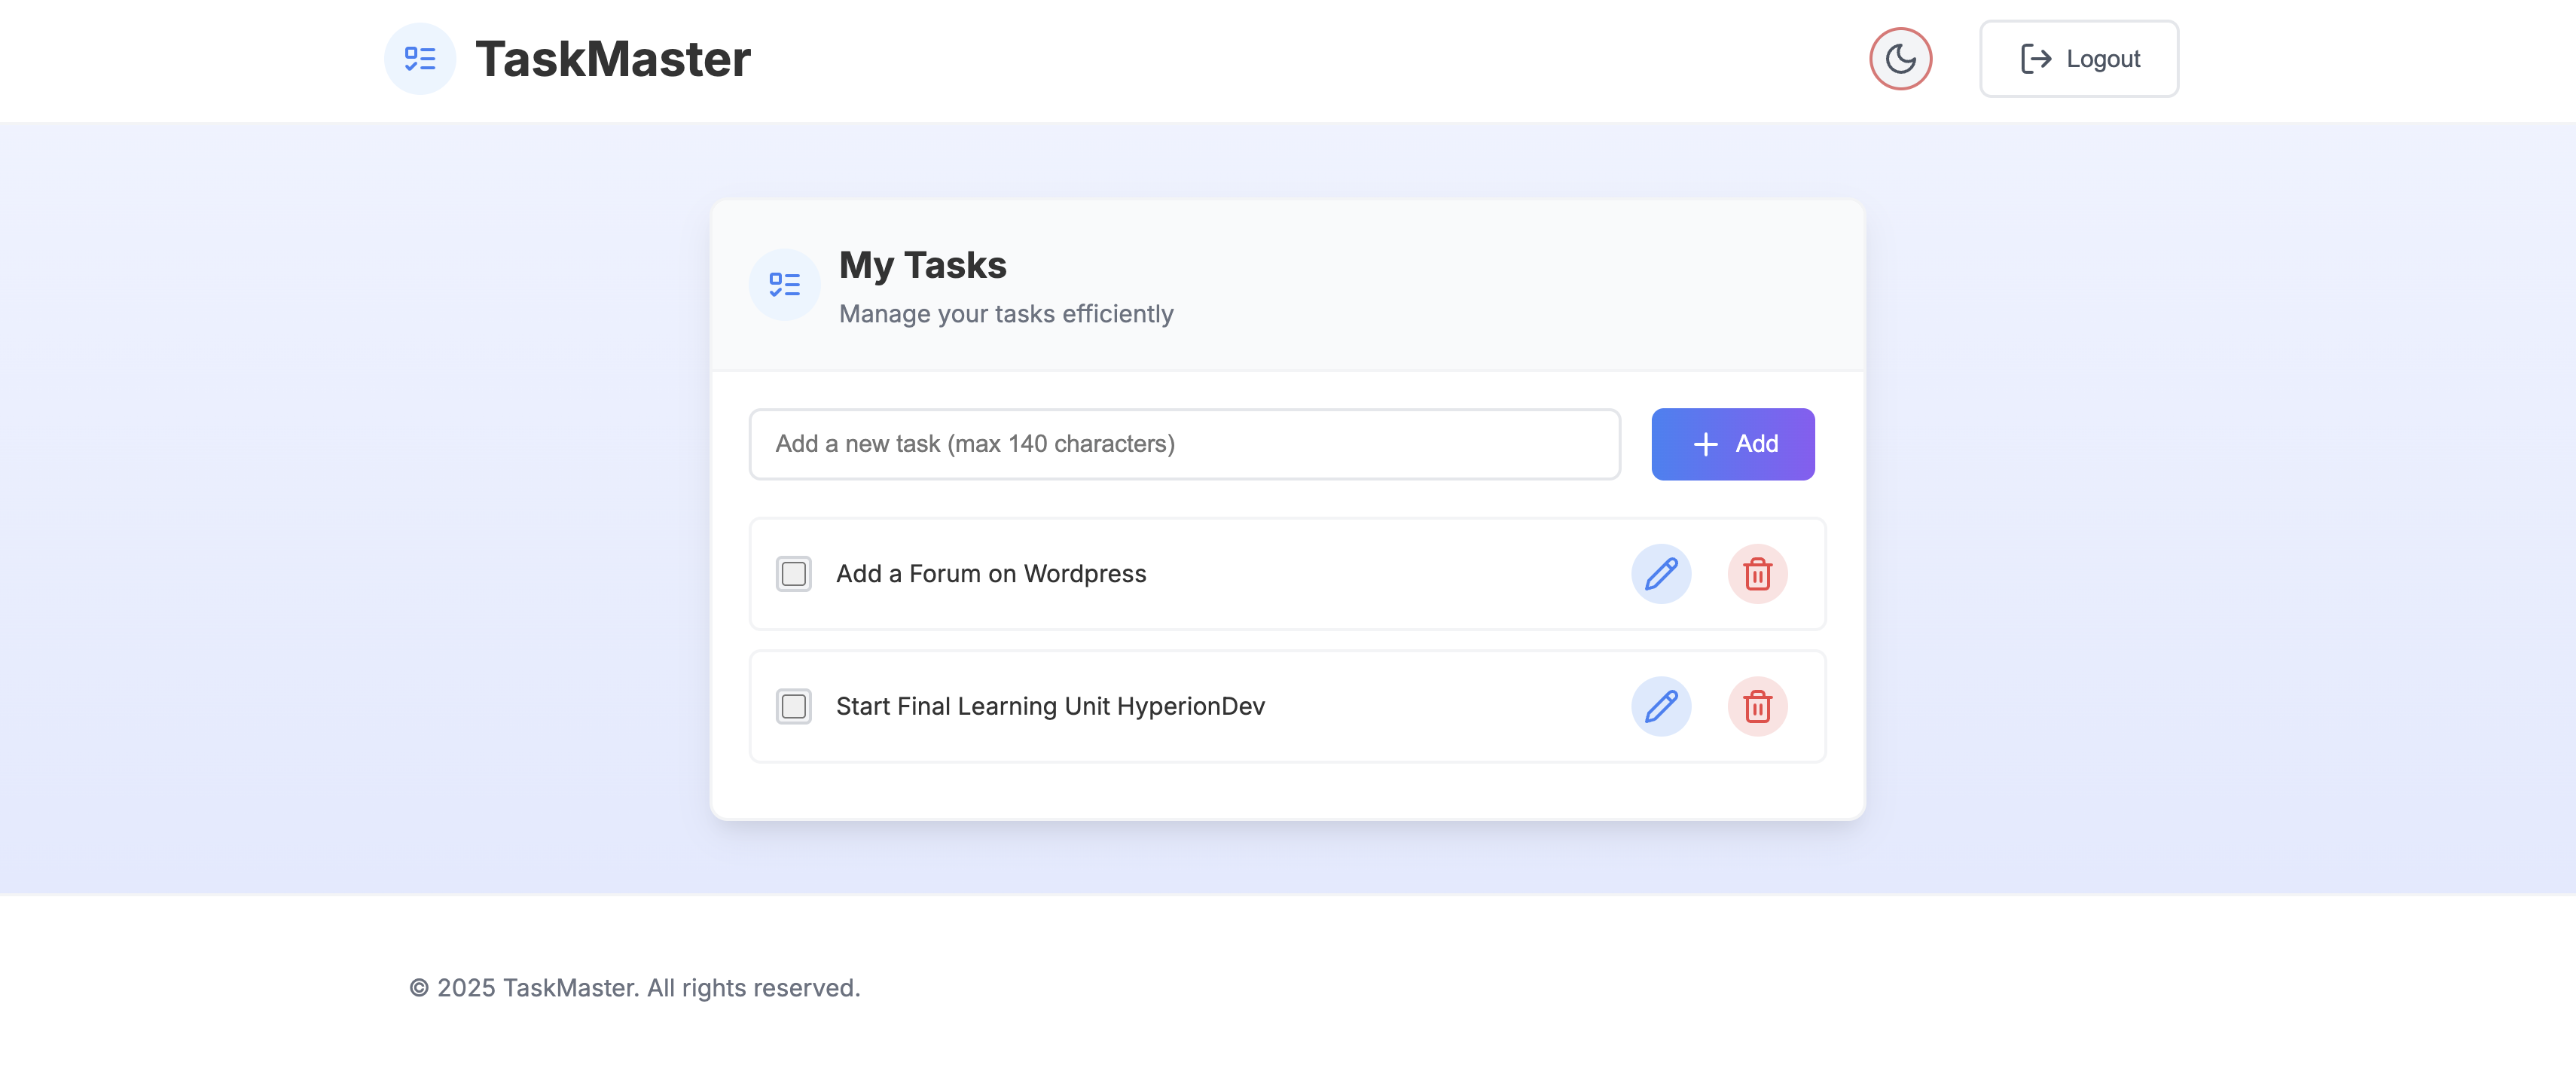 TaskMaster
Logout
My Tasks
Manage your tasks efficiently
Add a new task (max 140 characters)
Add
Add a Forum on Wordpress
Start Final Learning Unit HyperionDev
© 2025 TaskMaster. All rights reserved.